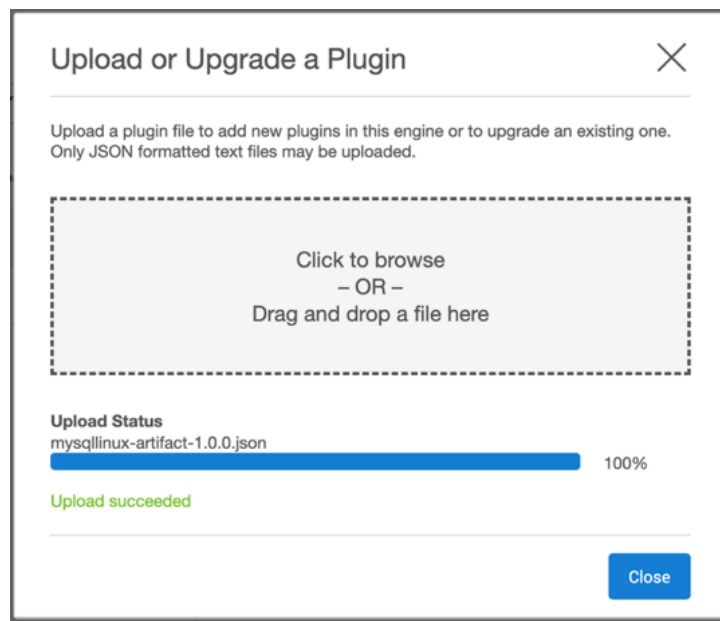 Upload or Upgrade a Plugin
Upload a plugin file to add new plugins in this engine or to upgrade an existing one.
Only JSON formatted text files may be uploaded.
Click to browse
– OR –
Drag and drop a file here
Upload Status
mysqllinux-artifact-1.0.0.json
100%
Upload succeeded
Close